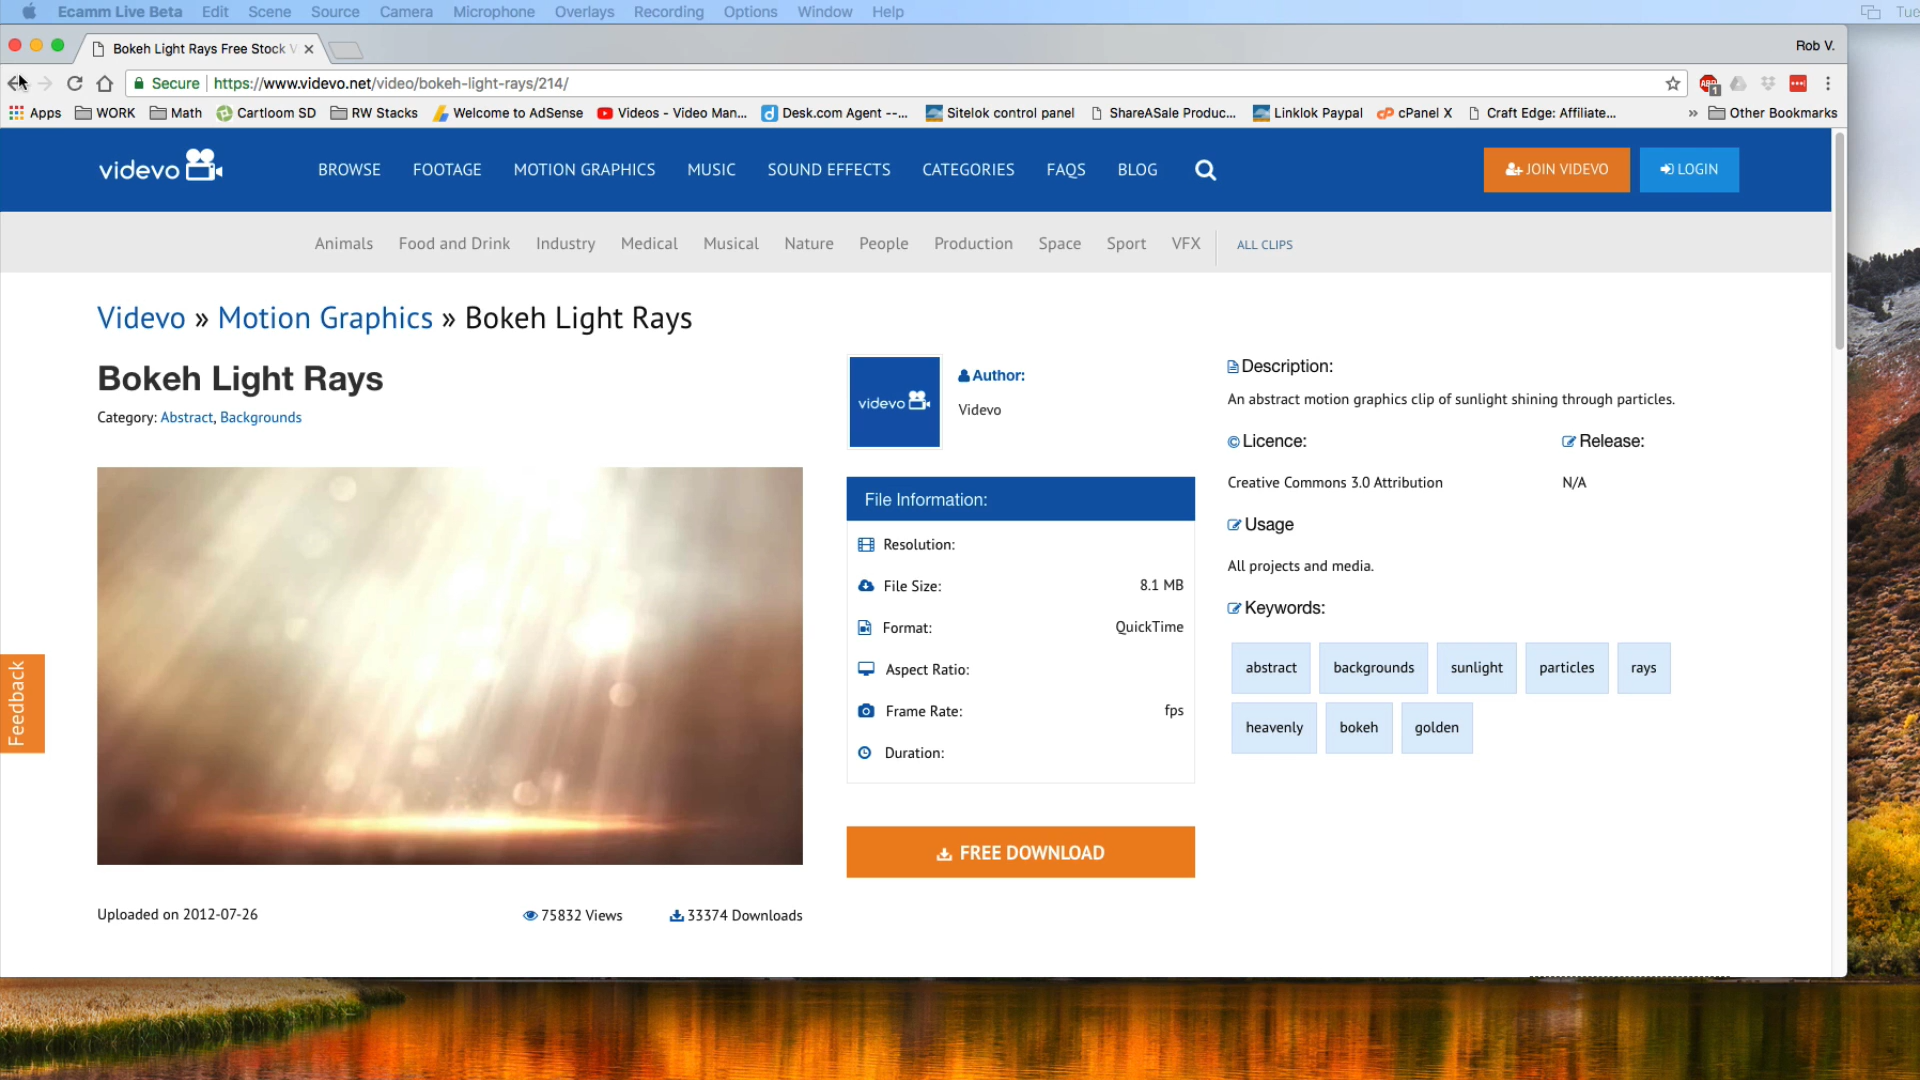 Ecamm Live Beta Edit Scene Source Camera Microphone Overlays Recording Options Window Help Tue
Bokeh Light Rays Free Stock V Rob V.
Secure https://www.videvo.net/video/bokeh-light-rays/214/ ABP 1
Apps WORK Math Cartloom SD RW Stacks Welcome to AdSense Videos - Video Man... Desk.com Agent --... Sitelok control panel ShareASale Produc... Linklok Paypal cPanel X Craft Edge: Affiliate... » Other Bookmarks
videvo BROWSE FOOTAGE MOTION GRAPHICS MUSIC SOUND EFFECTS CATEGORIES FAQS BLOG JOIN VIDEVO LOGIN
Animals Food and Drink Industry Medical Musical Nature People Production Space Sport VFX ALL CLIPS
Videvo » Motion Graphics » Bokeh Light Rays
Bokeh Light Rays
Category: Abstract, Backgrounds
Uploaded on 2012-07-26 75832 Views 33374 Downloads
videvo
Author:
Videvo
File Information:
Resolution:
File Size: 8.1 MB
Format: QuickTime
Aspect Ratio:
Frame Rate: fps
Duration:
FREE DOWNLOAD
Description:
An abstract motion graphics clip of sunlight shining through particles.
Licence: Release:
Creative Commons 3.0 Attribution N/A
Usage
All projects and media.
Keywords:
abstract backgrounds sunlight particles rays
heavenly bokeh golden
Feedback